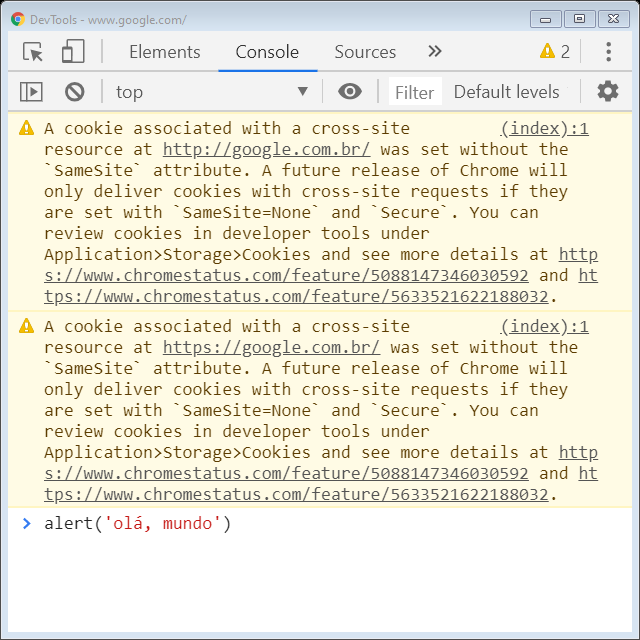 DevTools - www.google.com/
Elements Console Sources » 2
top Filter Default levels
A cookie associated with a cross-site (index):1
resource at http://google.com.br/ was set without the
`SameSite` attribute. A future release of Chrome will
only deliver cookies with cross-site requests if they
are set with `SameSite=None` and `Secure`. You can
review cookies in developer tools under
Application>Storage>Cookies and see more details at http
s://www.chromestatus.com/feature/5088147346030592 and ht
tps://www.chromestatus.com/feature/5633521622188032.
A cookie associated with a cross-site (index):1
resource at https://google.com.br/ was set without the
`SameSite` attribute. A future release of Chrome will
only deliver cookies with cross-site requests if they
are set with `SameSite=None` and `Secure`. You can
review cookies in developer tools under
Application>Storage>Cookies and see more details at http
s://www.chromestatus.com/feature/5088147346030592 and ht
tps://www.chromestatus.com/feature/5633521622188032.
> alert('olá, mundo')